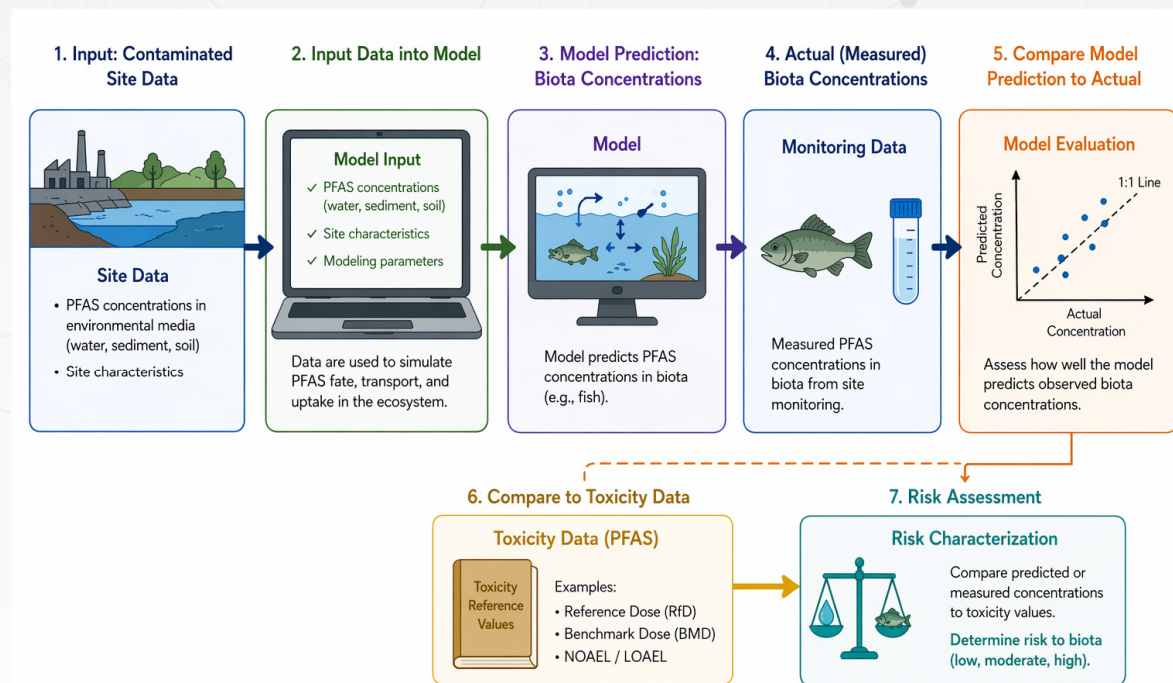 1. Input: Contaminated
Site Data
2. Input Data into Model
3. Model Prediction:
Biota Concentrations
4. Actual (Measured)
Biota Concentrations
5. Compare Model
Prediction to Actual
Site Data
• PFAS concentrations in
environmental media
(water, sediment, soil)
• Site characteristics
Model Input
✓ PFAS concentrations
(water, sediment, soil)
✓ Site characteristics
✓ Modeling parameters
Data are used to simulate
PFAS fate, transport, and
uptake in the ecosystem.
Model
Model predicts PFAS
concentrations in biota
(e.g., fish).
Monitoring Data
Measured PFAS
concentrations in
biota from site
monitoring.
Model Evaluation
1:1 Line
Predicted
Concentration
Actual
Concentration
Assess how well the model
predicts observed biota
concentrations.
6. Compare to Toxicity Data
Toxicity Data (PFAS)
Toxicity
Reference
Values
Examples:
• Reference Dose (RfD)
• Benchmark Dose (BMD)
• NOAEL / LOAEL
7. Risk Assessment
Risk Characterization
Compare predicted or
measured concentrations
to toxicity values.
Determine risk to biota
(low, moderate, high).